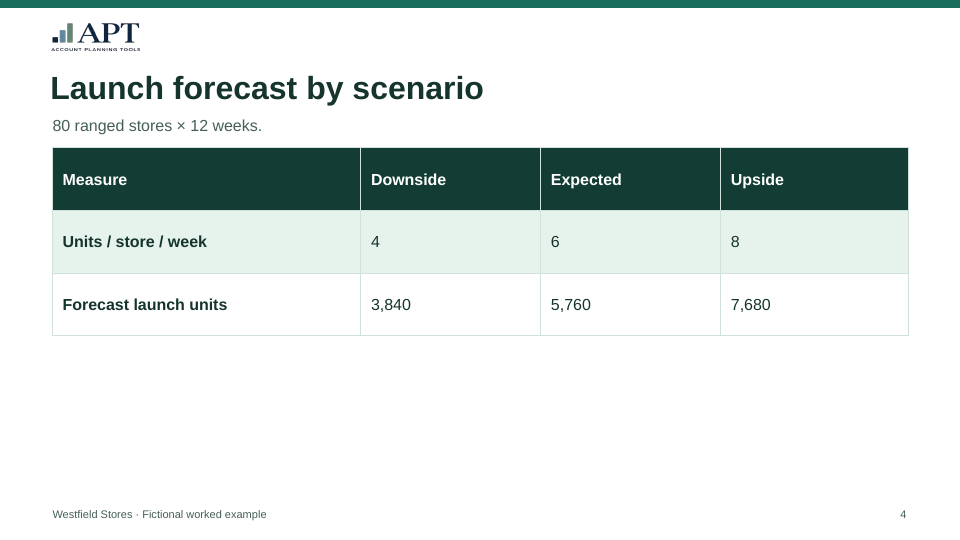 APT
ACCOUNT PLANNING TOOLS
Launch forecast by scenario
80 ranged stores × 12 weeks.
Measure Downside Expected Upside
Units / store / week 4 6 8
Forecast launch units 3,840 5,760 7,680
Westfield Stores · Fictional worked example 4